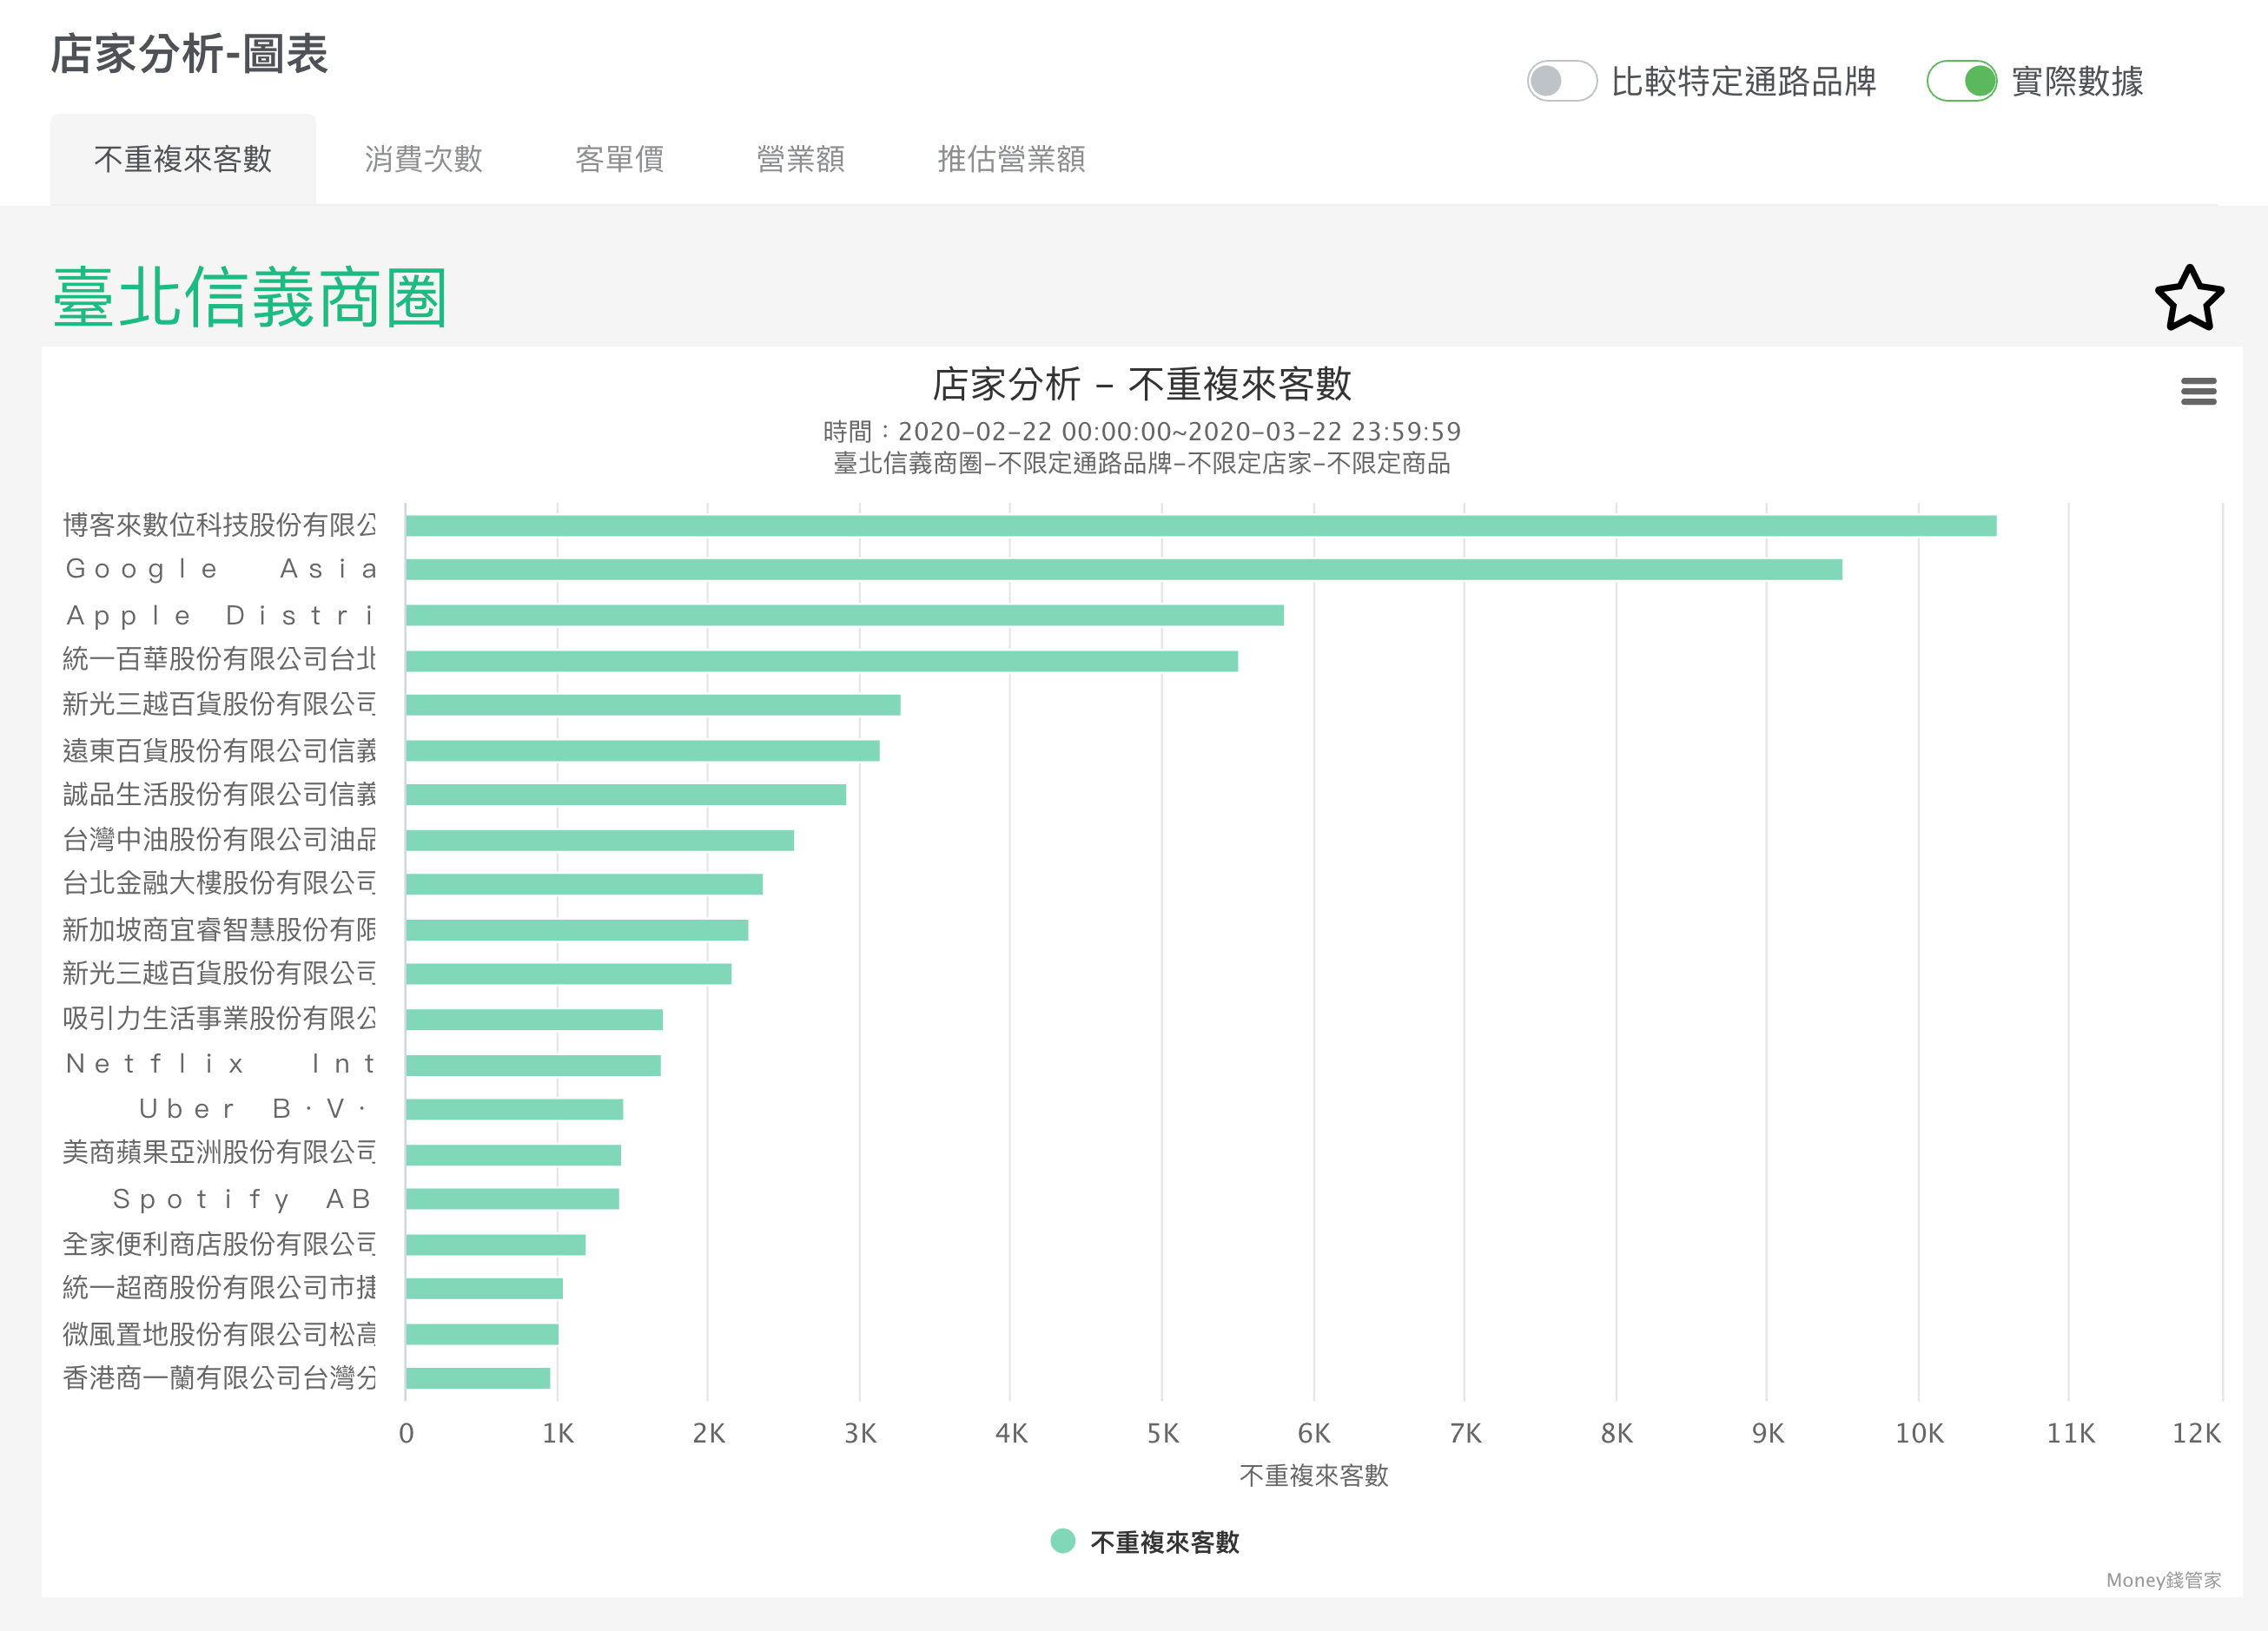 店家分析-圖表
比較特定通路品牌 實際數據
不重複來客數 消費次數 客單價 營業額 推估營業額
臺北信義商圈
店家分析 – 不重複來客數
時間：2020-02-22 00:00:00~2020-03-22 23:59:59
臺北信義商圈-不限定通路品牌-不限定店家-不限定商品
博客來數位科技股份有限公
Ｇｏｏｇｌｅ　Ａｓｉａ
Ａｐｐｌｅ　Ｄｉｓｔｒｉ
統一百華股份有限公司台北
新光三越百貨股份有限公司
遠東百貨股份有限公司信義
誠品生活股份有限公司信義
台灣中油股份有限公司油品
台北金融大樓股份有限公司
新加坡商宜睿智慧股份有限
新光三越百貨股份有限公司
吸引力生活事業股份有限公
Ｎｅｔｆｌｉｘ　Ｉｎｔ
Ｕｂｅｒ　Ｂ．Ｖ．
美商蘋果亞洲股份有限公司
Ｓｐｏｔｉｆｙ　ＡＢ
全家便利商店股份有限公司
統一超商股份有限公司市捷
微風置地股份有限公司松高
香港商一蘭有限公司台灣分
0 1K 2K 3K 4K 5K 6K 7K 8K 9K 10K 11K 12K
不重複來客數
不重複來客數
Money錢管家